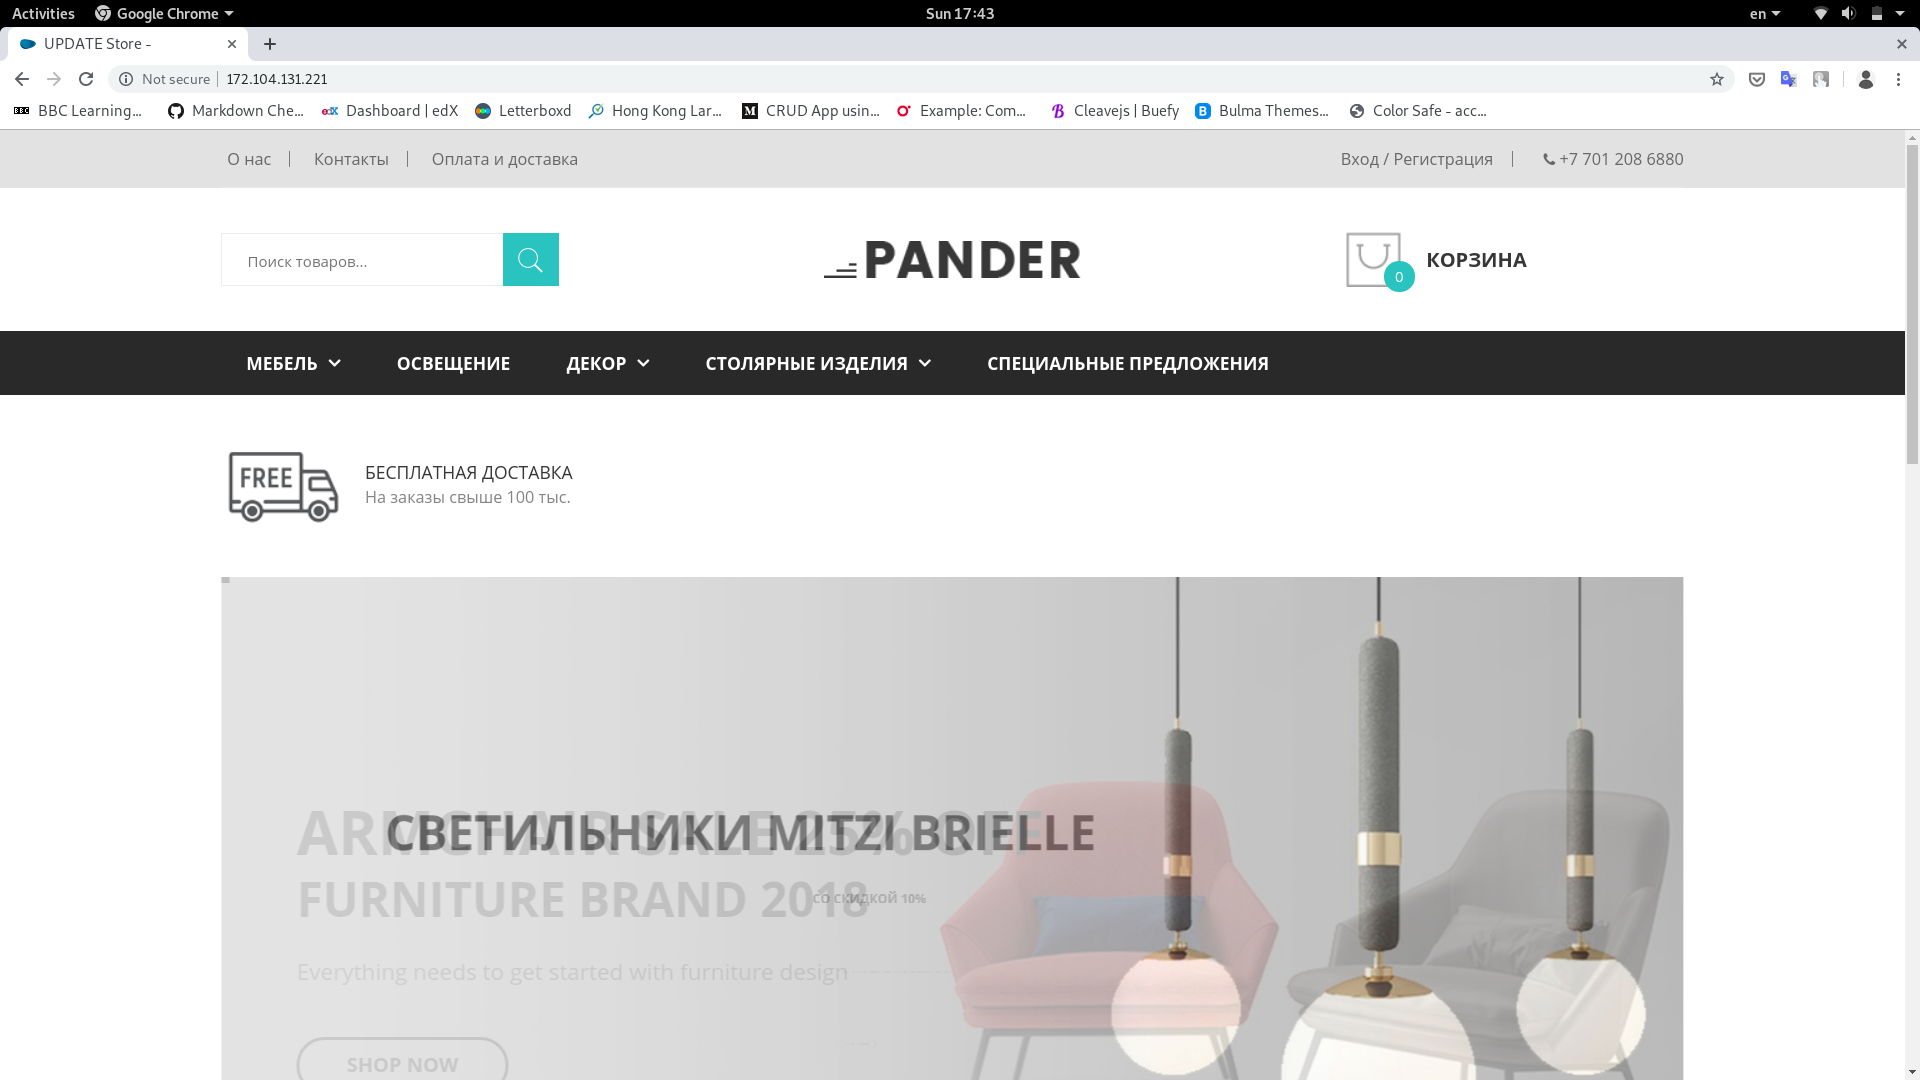 Activities Google Chrome Sun 17:43 en
UPDATE Store -
Not secure 172.104.131.221
BBC Learning... Markdown Che... Dashboard | edX Letterboxd Hong Kong Lar... CRUD App usin... Example: Com... Cleavejs | Buefy Bulma Themes... Color Safe - acc...
О нас Контакты Оплата и доставка Вход / Регистрация +7 701 208 6880
Поиск товаров... PANDER 0 КОРЗИНА
МЕБЕЛЬ ОСВЕЩЕНИЕ ДЕКОР СТОЛЯРНЫЕ ИЗДЕЛИЯ СПЕЦИАЛЬНЫЕ ПРЕДЛОЖЕНИЯ
FREE
БЕСПЛАТНАЯ ДОСТАВКА
На заказы свыше 100 тыс.
СВЕТИЛЬНИКИ MITZI BRIELLE
ARMCHAIR SALE 25% OFF
FURNITURE BRAND 2018
СО СКИДКОЙ 10%
Everything needs to get started with furniture design
SHOP NOW